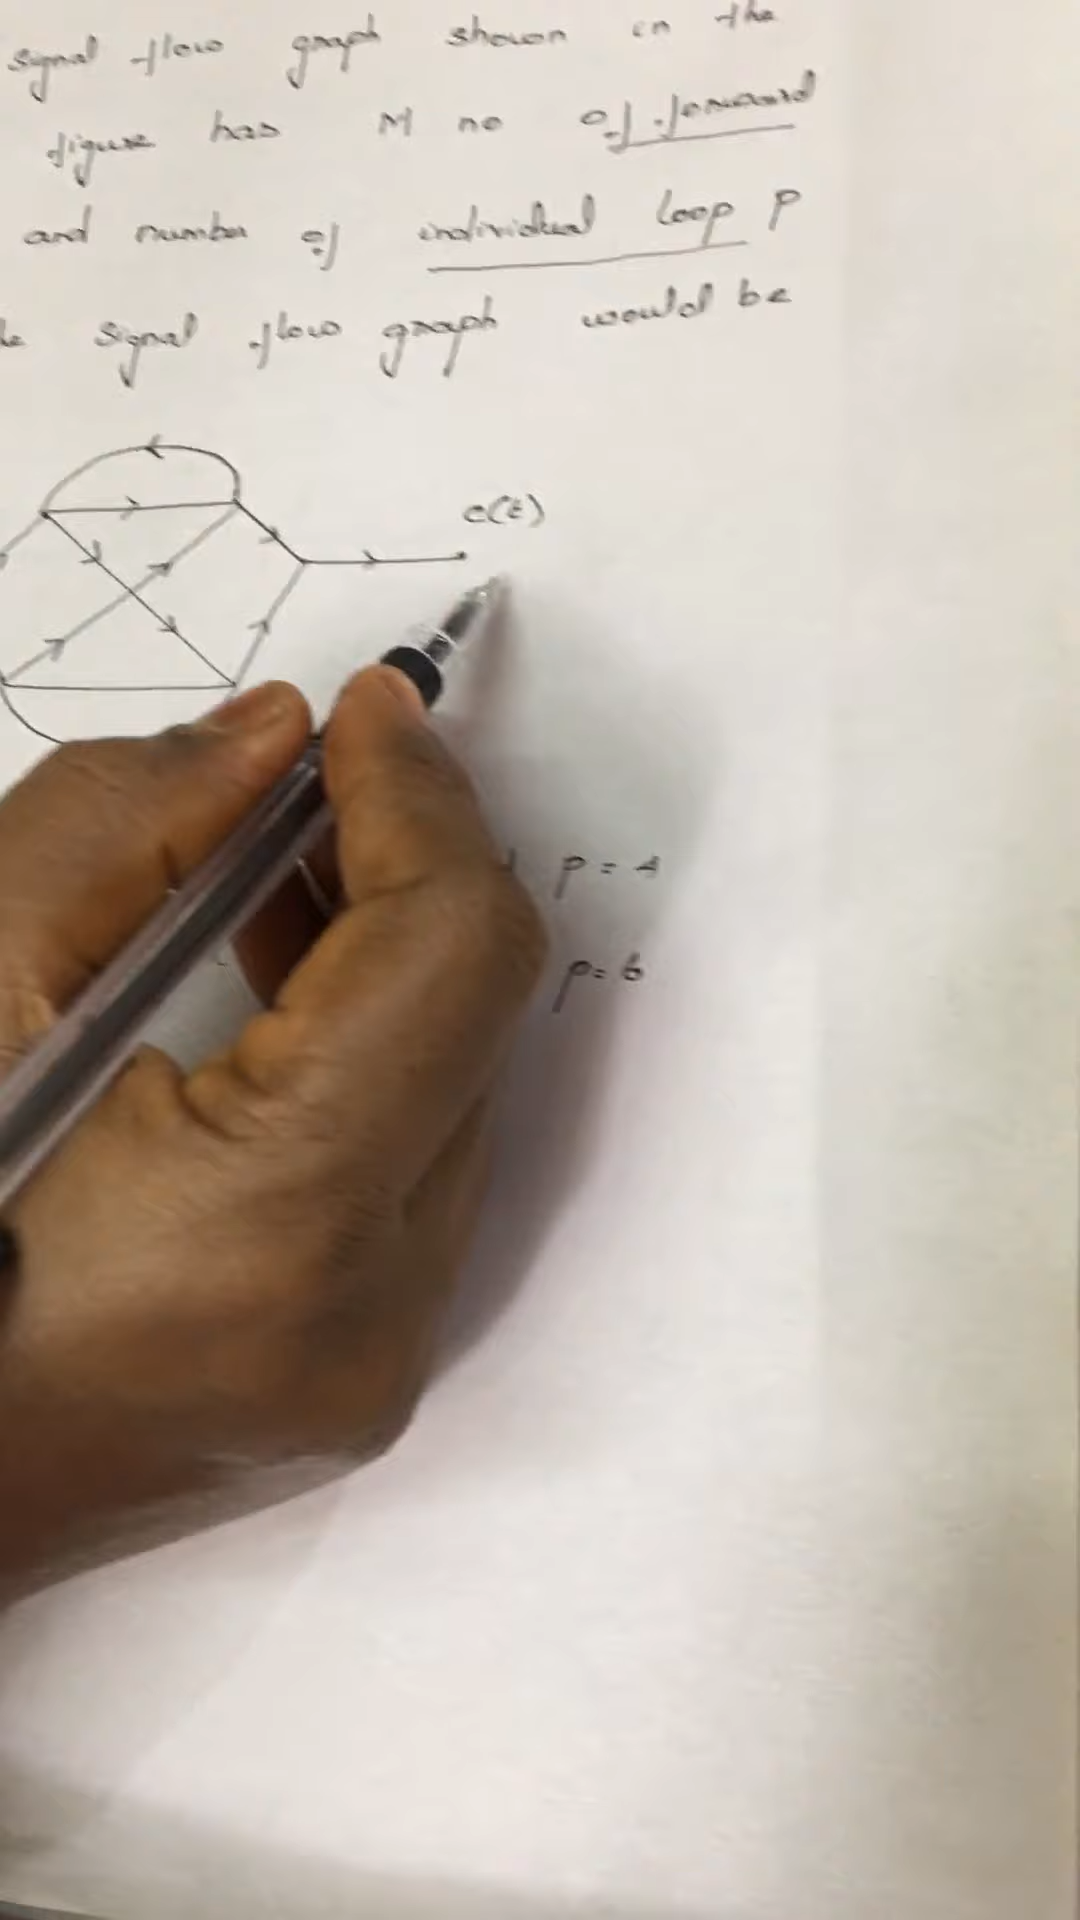 signal flow graph shown in the
figure has M no of forward
and number of individual loop P
signal flow graph would be
c(t)
p = 4
p = 6